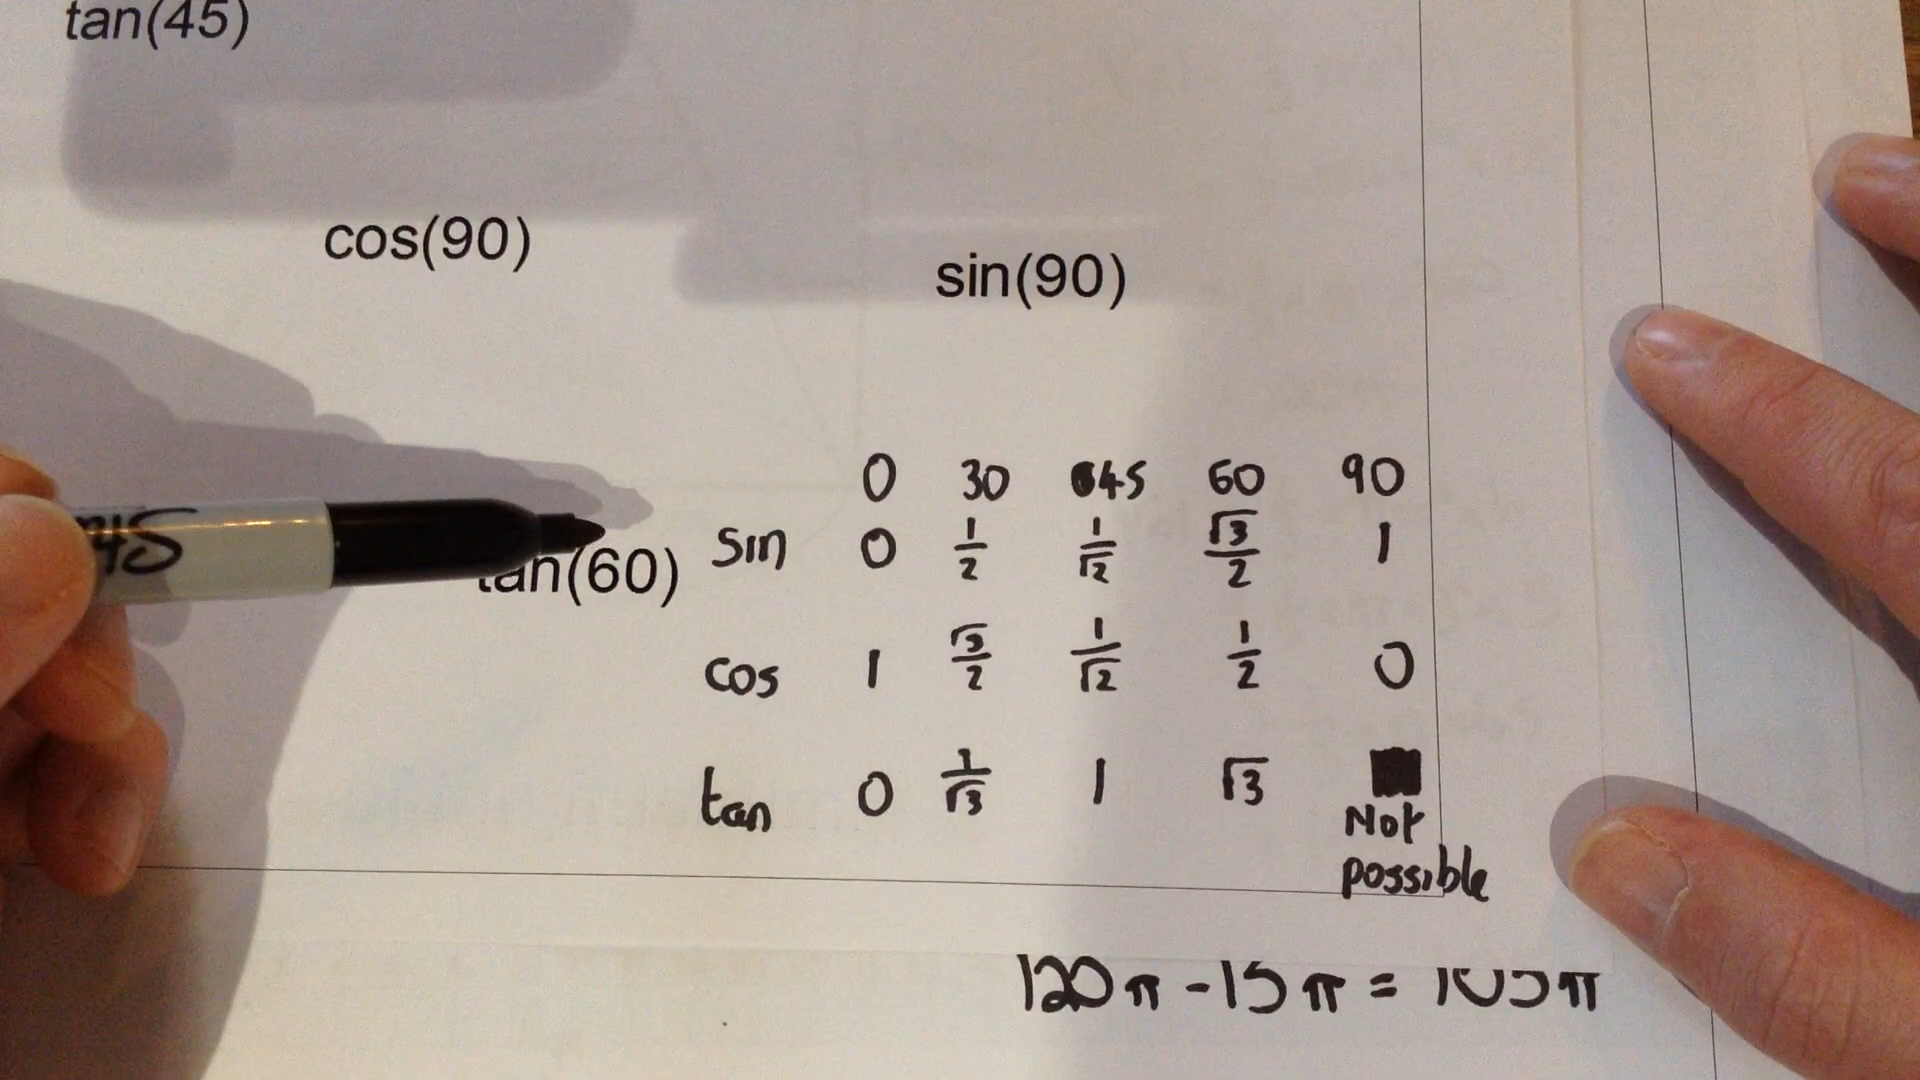 tan(45)
cos(90)
sin(90)
tan(60)
0 30 45 60 90
sin 0 1/2 1/√2 √3/2 1
cos 1 √3/2 1/√2 1/2 0
tan 0 1/√3 1 √3
Not
possible
120π - 15π = 105π